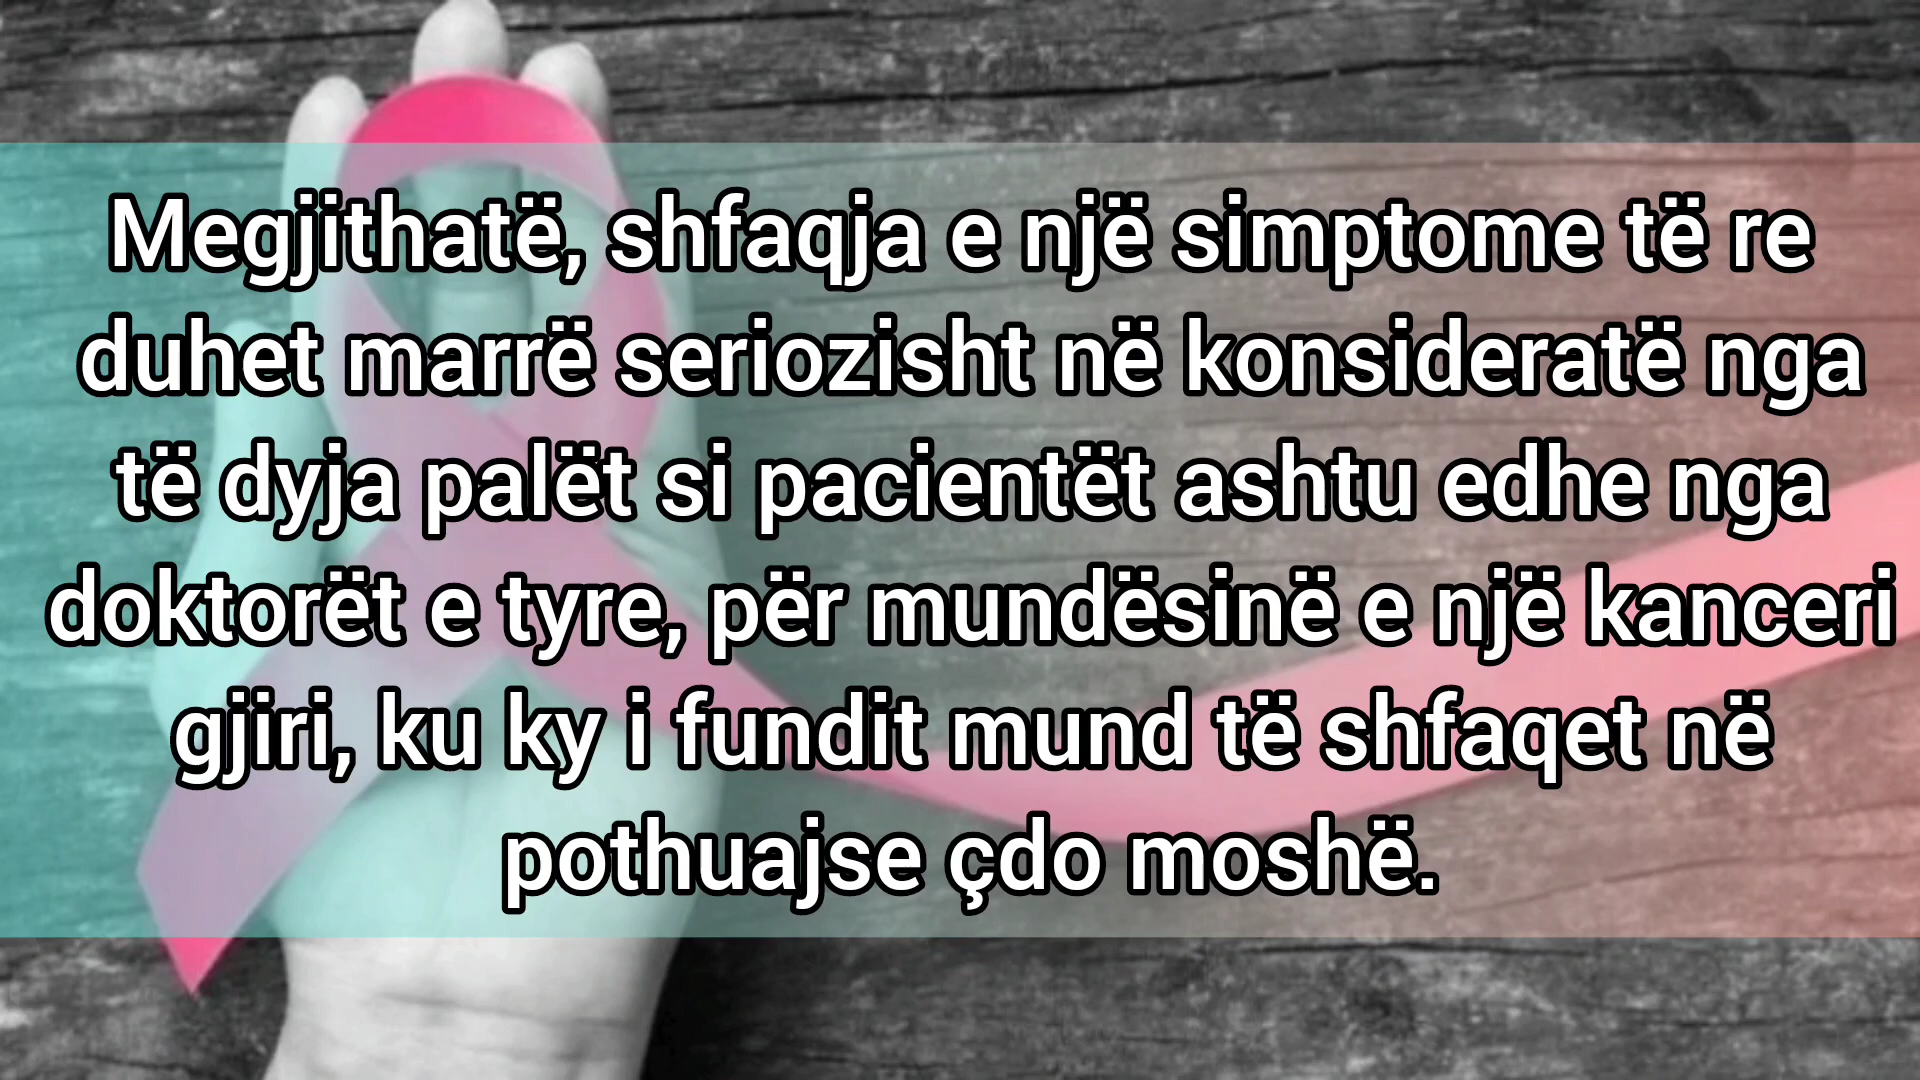 Megjithatë, shfaqja e një simptome të re
duhet marrë seriozisht në konsideratë nga
të dyja palët si pacientët ashtu edhe nga
doktorët e tyre, për mundësinë e një kanceri
gjiri, ku ky i fundit mund të shfaqet në
pothuajse çdo moshë.